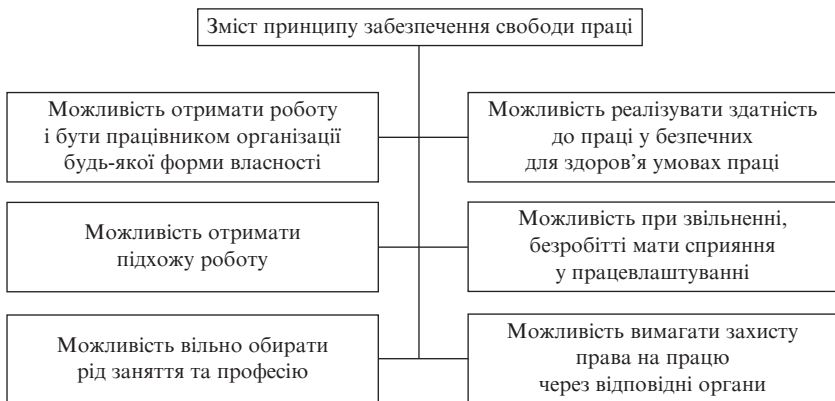 Зміст принципу забезпечення свободи праці
Можливість отримати роботу
і бути працівником організації
будь-якої форми власності
Можливість реалізувати здатність
до праці у безпечних
для здоров’я умовах праці
Можливість отримати
підхожу роботу
Можливість при звільненні,
безробітті мати сприяння
у працевлаштуванні
Можливість вільно обирати
рід заняття та професію
Можливість вимагати захисту
права на працю
через відповідні органи